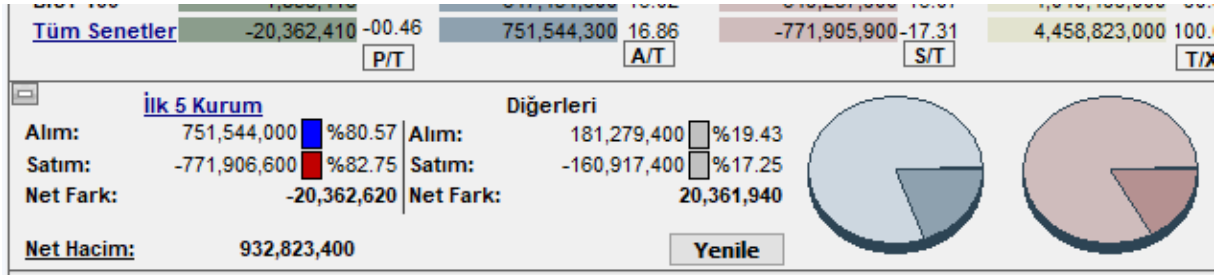 Tüm Senetler -20,362,410 -00.46 751,544,300 16.86 -771,905,900 -17.31 4,458,823,000 100.
P/T A/T S/T T/X
İlk 5 Kurum Diğerleri
Alım: 751,544,000 %80.57 Alım: 181,279,400 %19.43
Satım: -771,906,600 %82.75 Satım: -160,917,400 %17.25
Net Fark: -20,362,620 Net Fark: 20,361,940
Net Hacim: 932,823,400 Yenile